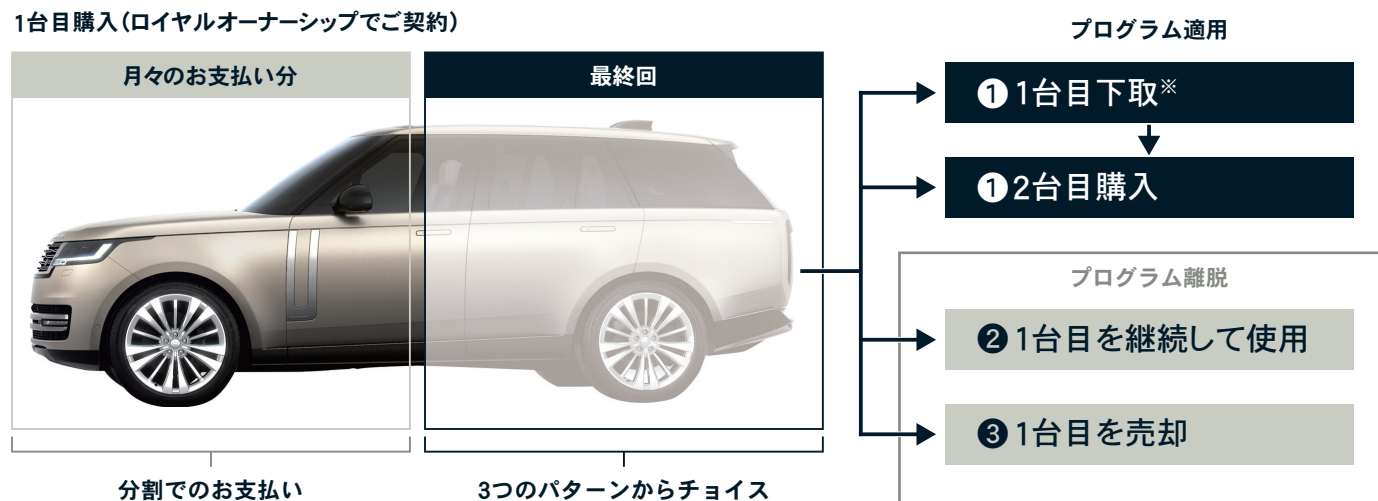 1台目購入(ロイヤルオーナーシップでご契約)
月々のお支払い分
最終回
分割でのお支払い
3つのパターンからチョイス
プログラム適用
❶1台目下取※
❶2台目購入
プログラム離脱
❷1台目を継続して使用
❸1台目を売却